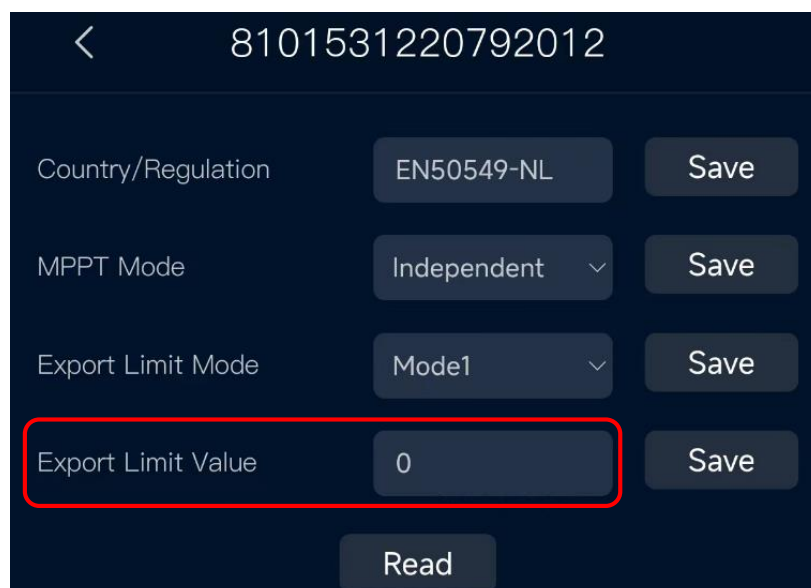 8101531220792012
Country/Regulation EN50549-NL Save
MPPT Mode Independent Save
Export Limit Mode Mode1 Save
Export Limit Value 0 Save
Read